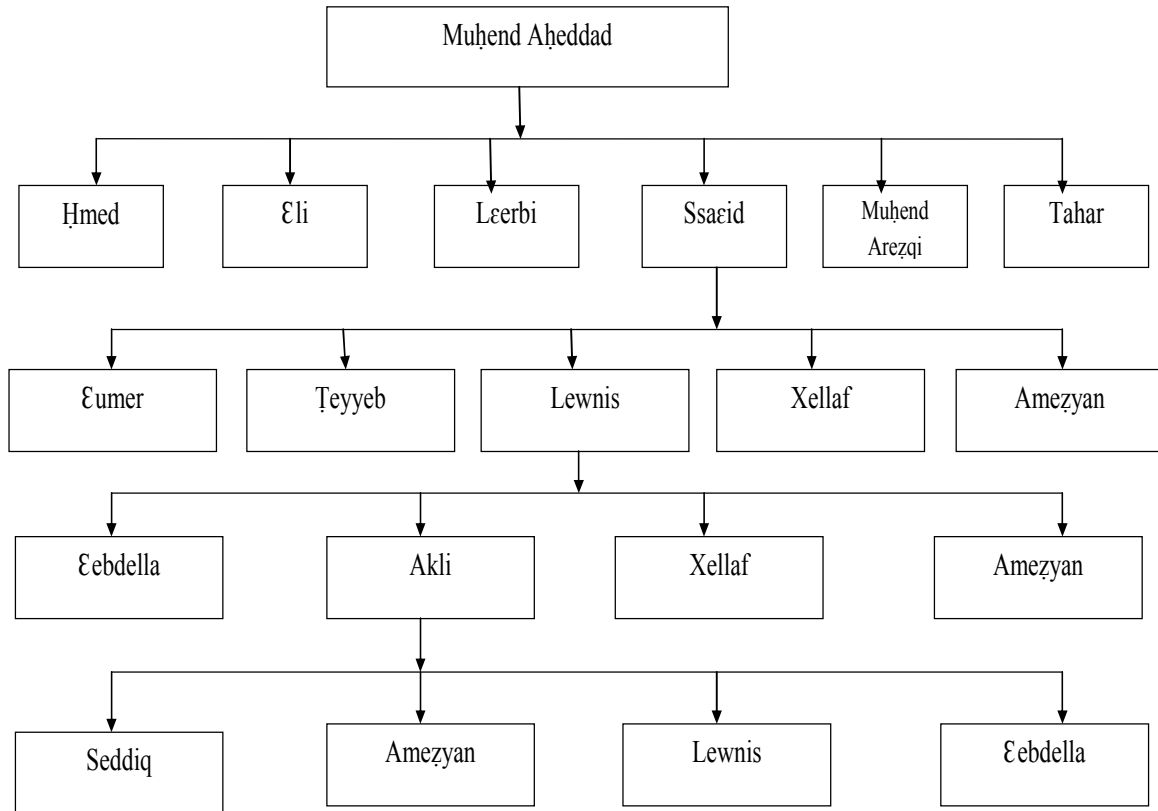 Muḥend Aḥeddad
Ḥmed
Ɛli
Lɛerbi
Ssaɛid
Muḥend
Areẓqi
Tahar
Ɛumer
Ṭeyyeb
Lewnis
Xellaf
Ameẓyan
Ɛebdella
Akli
Xellaf
Ameẓyan
Seddiq
Ameẓyan
Lewnis
Ɛebdella